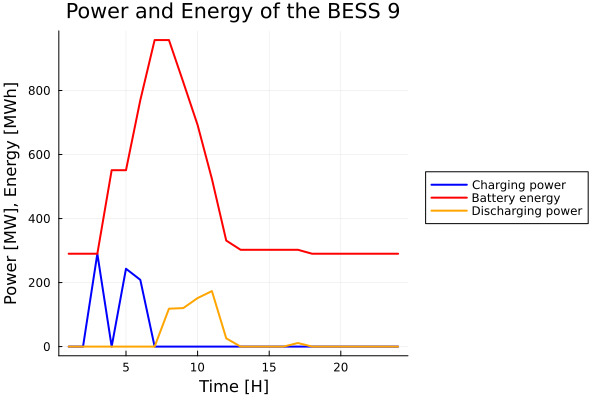 Power and Energy of the BESS 9
Power [MW], Energy [MWh]
800
600
400
200
0
5
10
15
20
Time [H]
Charging power
Battery energy
Discharging power